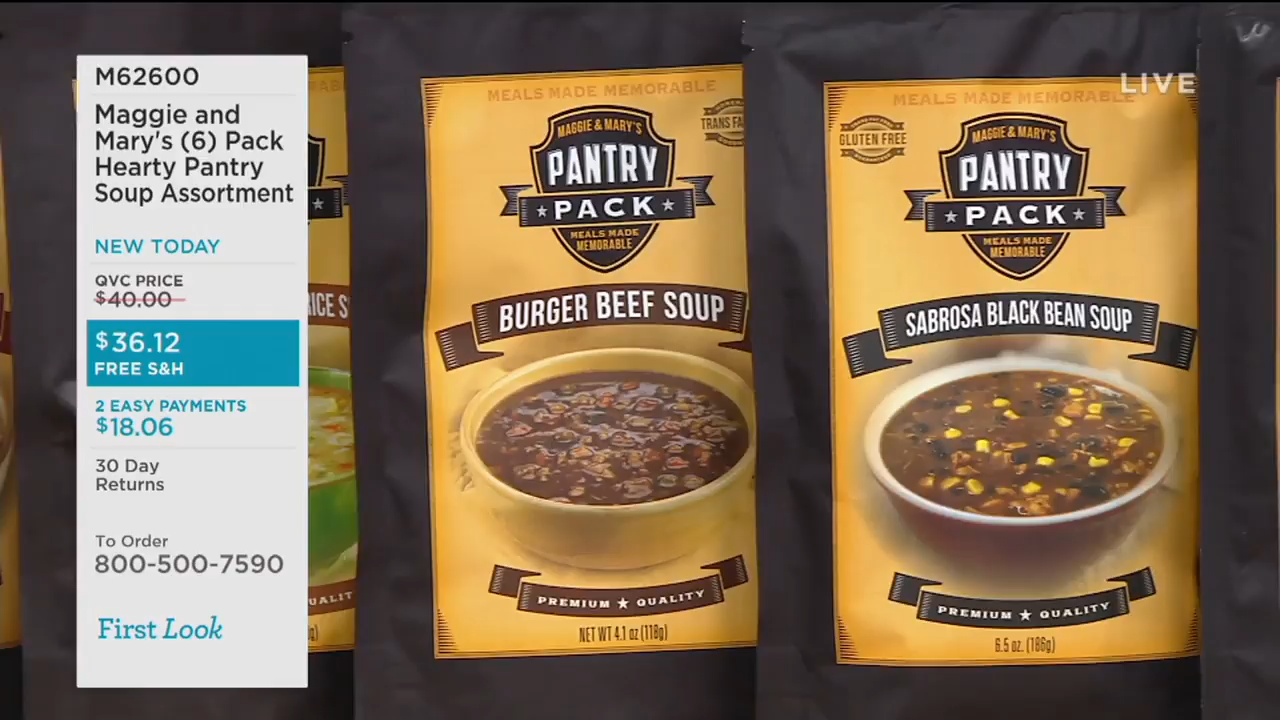 M62600
Maggie and
Mary's (6) Pack
Hearty Pantry
Soup Assortment
NEW TODAY
QVC PRICE
$40.00
$36.12
FREE S&H
2 EASY PAYMENTS
$18.06
30 Day
Returns
To Order
800-500-7590
First Look
MEALS MADE MEMORABLE
MAGGIE & MARY'S
PANTRY
PACK
MEALS MADE
MEMORABLE
BURGER BEEF SOUP
PREMIUM QUALITY
NET WT 4.1 oz (118g)
LIVE
MEALS MADE MEMORABLE
GLUTEN FREE
MAGGIE & MARY'S
PANTRY
PACK
MEALS MADE
MEMORABLE
SABROSA BLACK BEAN SOUP
PREMIUM QUALITY
6.5 oz. (186g)